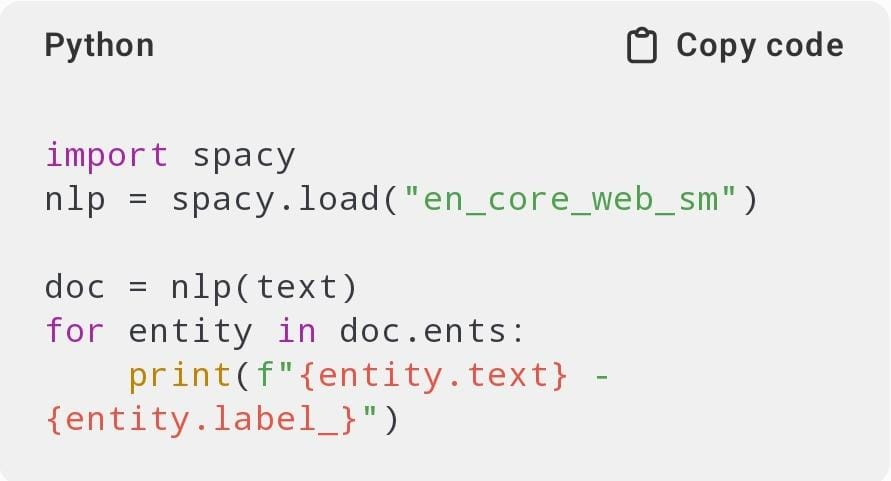 Python
Copy code
import spacy
nlp = spacy.load("en_core_web_sm")
doc = nlp(text)
for entity in doc.ents:
    print(f"{entity.text} -
{entity.label_}")